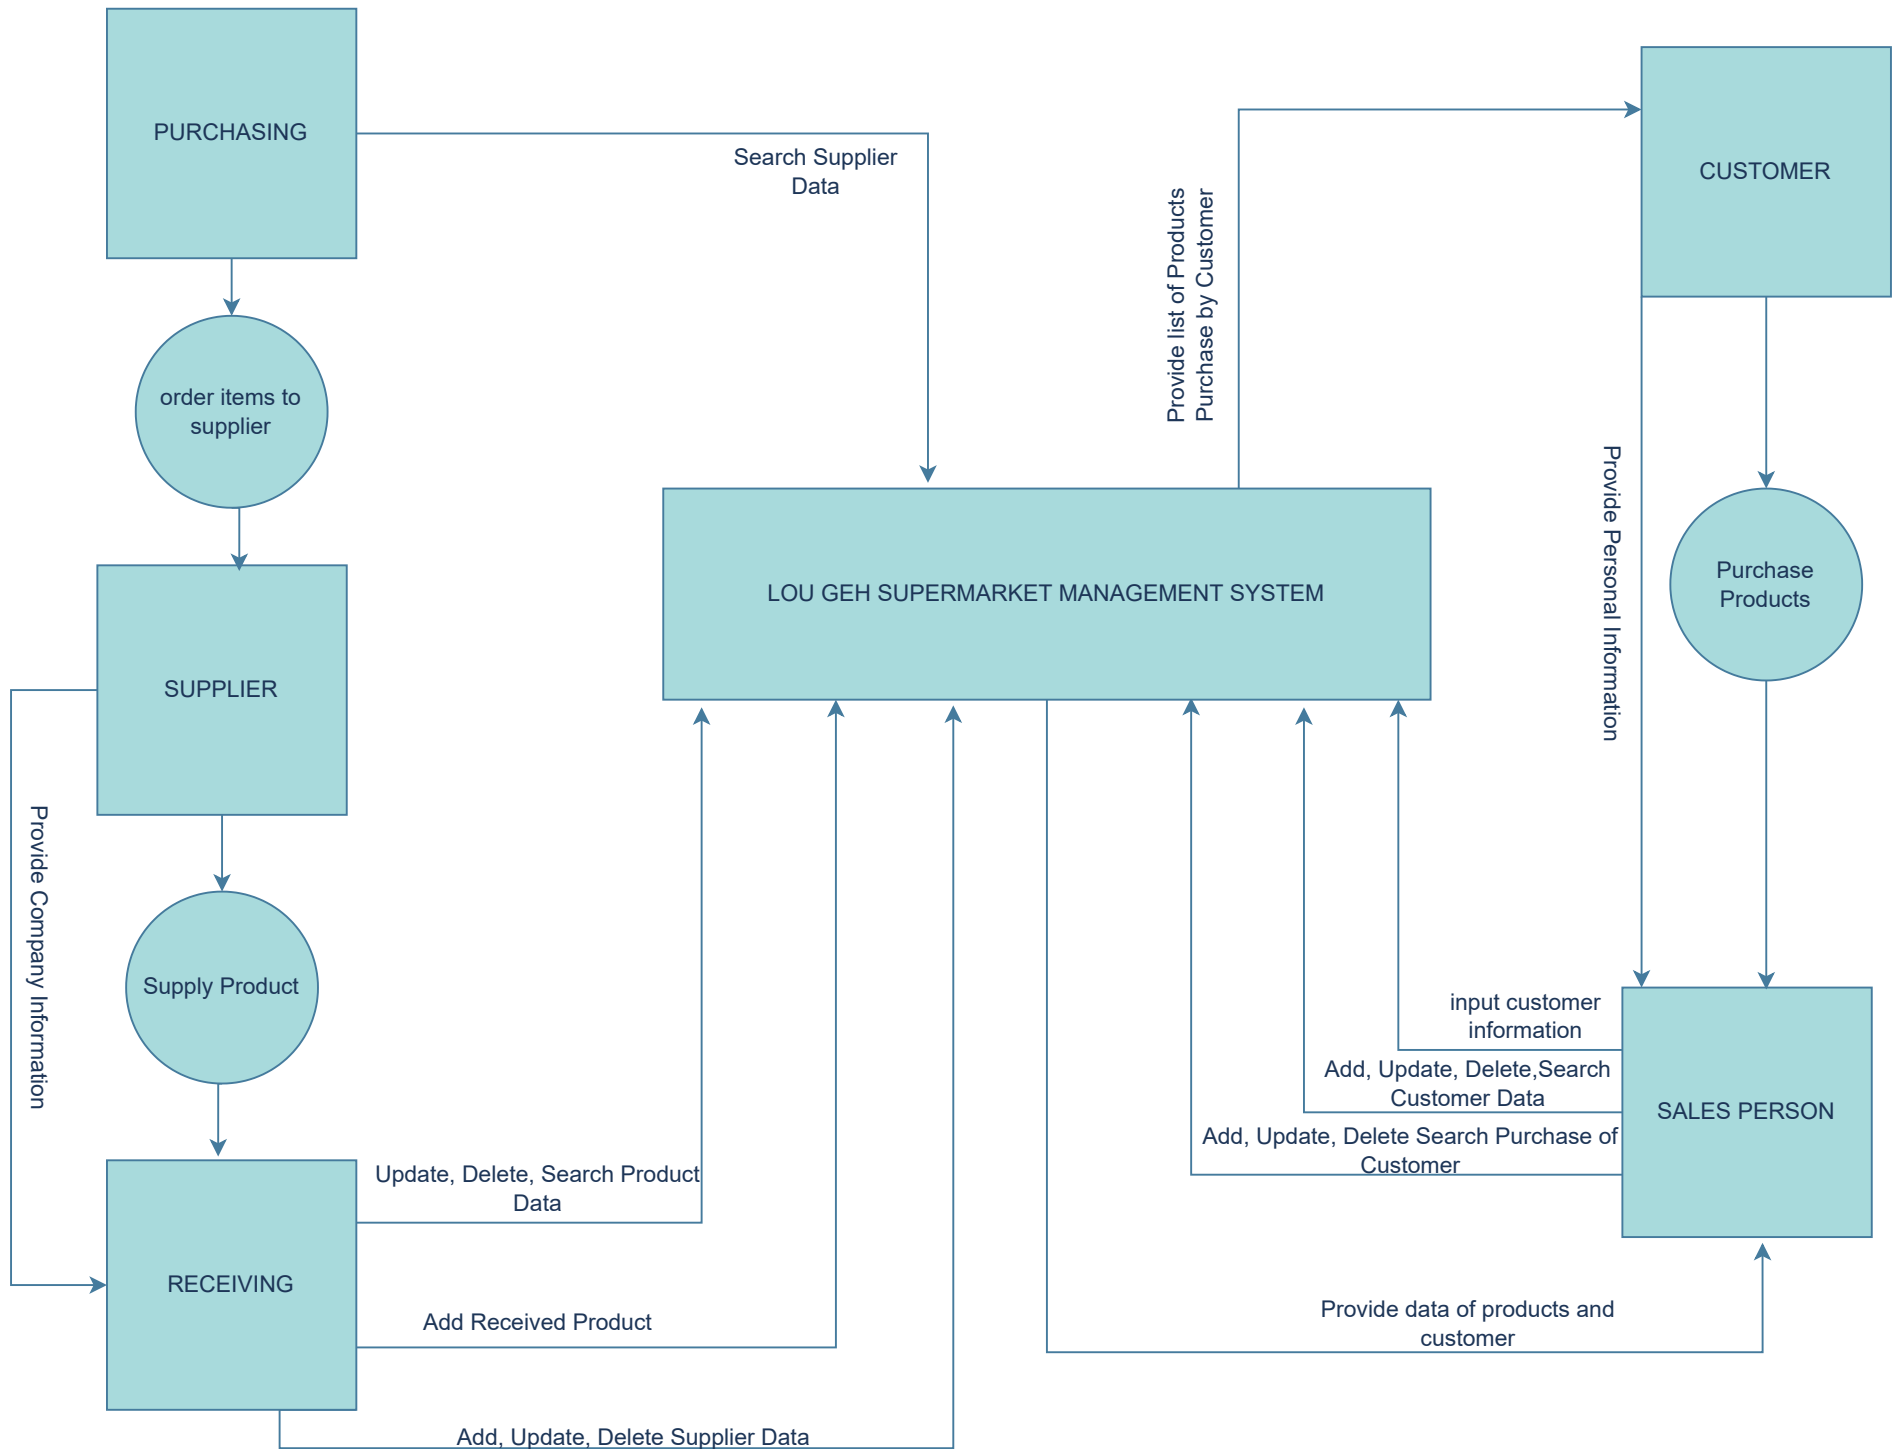 PURCHASING
CUSTOMER
Search Supplier
Data
Provide list of Products
Purchase by Customer
order items to
supplier
Provide Personal Information
LOU GEH SUPERMARKET MANAGEMENT SYSTEM
Purchase
Products
SUPPLIER
Provide Company Information
Supply Product
input customer
information
Add, Update, Delete,Search
Customer Data
SALES PERSON
Add, Update, Delete Search Purchase of
Customer
Update, Delete, Search Product
Data
RECEIVING
Add Received Product
Provide data of products and
customer
Add, Update, Delete Supplier Data